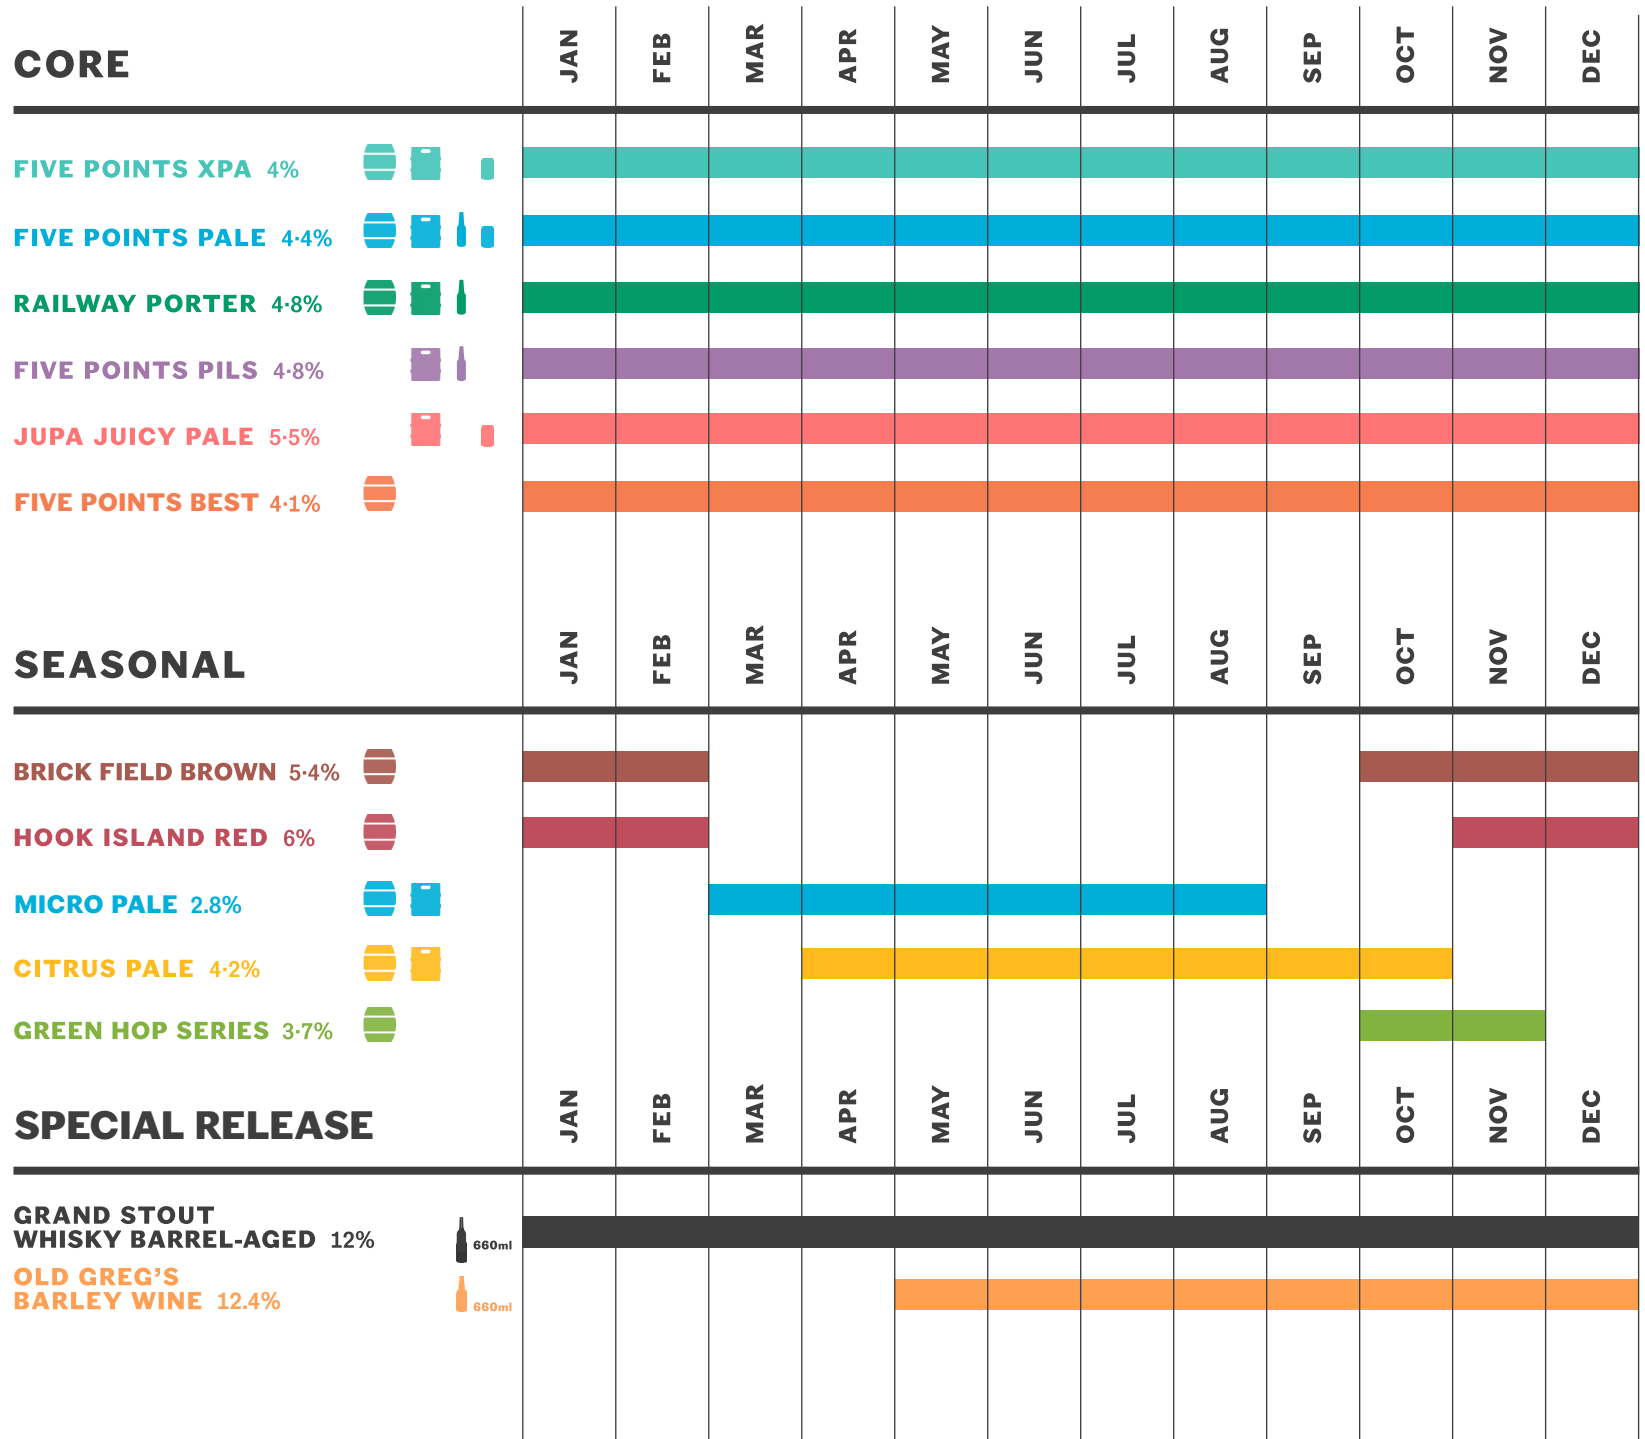 CORE JAN FEB MAR APR MAY JUN JUL AUG SEP OCT NOV DEC
FIVE POINTS XPA 4%
FIVE POINTS PALE 4·4%
RAILWAY PORTER 4·8%
FIVE POINTS PILS 4·8%
JUPA JUICY PALE 5·5%
FIVE POINTS BEST 4·1%
SEASONAL JAN FEB MAR APR MAY JUN JUL AUG SEP OCT NOV DEC
BRICK FIELD BROWN 5·4%
HOOK ISLAND RED 6%
MICRO PALE 2.8%
CITRUS PALE 4·2%
GREEN HOP SERIES 3·7%
SPECIAL RELEASE JAN FEB MAR APR MAY JUN JUL AUG SEP OCT NOV DEC
GRAND STOUT
WHISKY BARREL-AGED 12% 660ml
OLD GREG’S
BARLEY WINE 12.4% 660ml